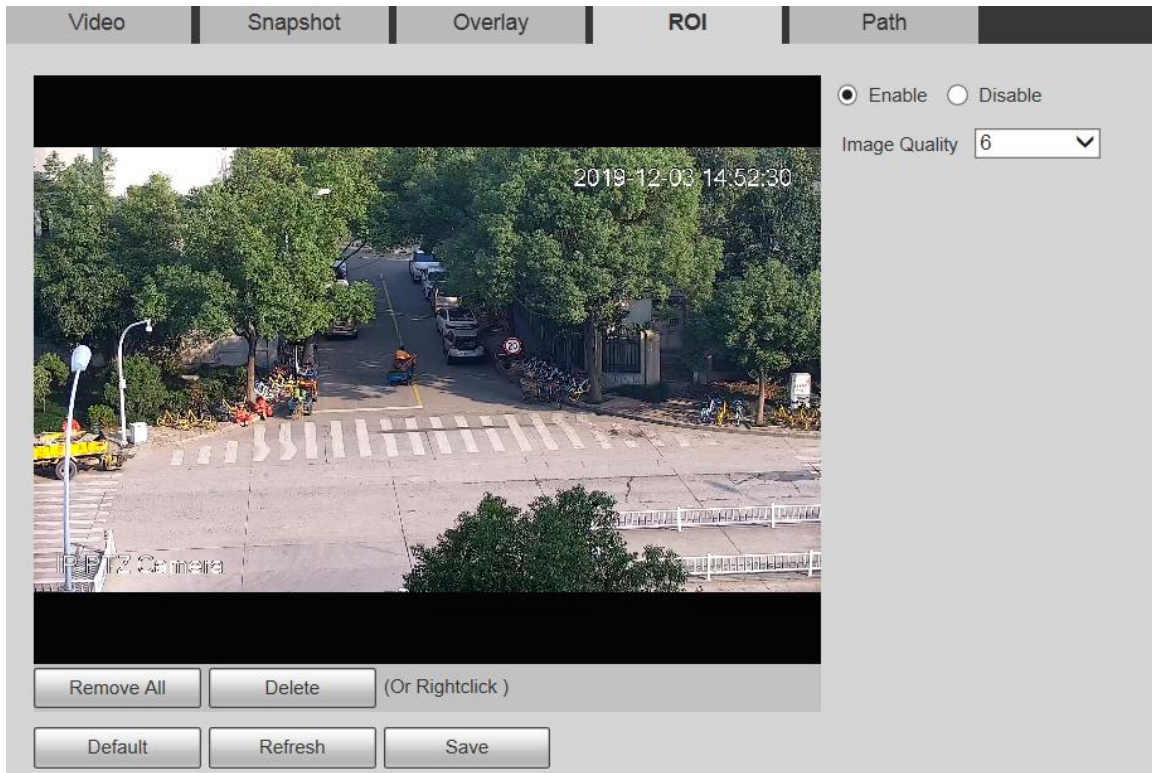 Video Snapshot Overlay ROI Path
Enable Disable
Image Quality 6
2019-12-03 14:52:30
20
IP PTZ Camera
Remove All Delete (Or Rightclick )
Default Refresh Save